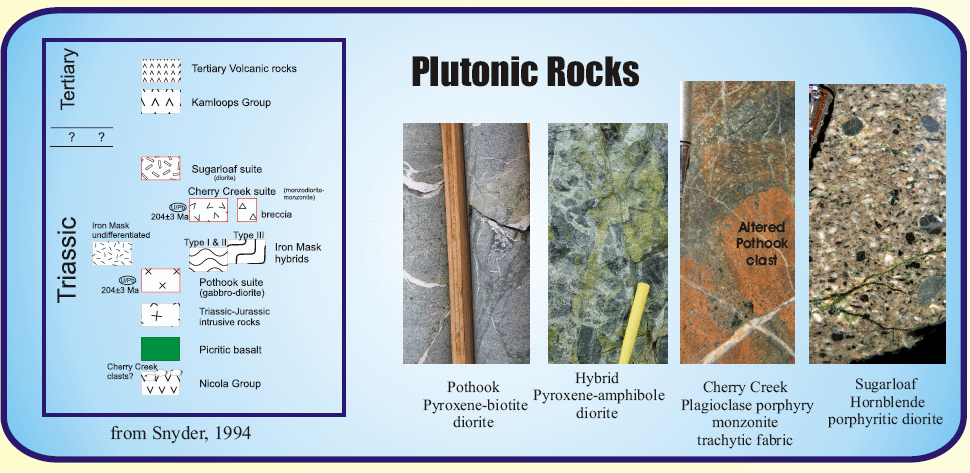 Tertiary
Tertiary Volcanic rocks
Kamloops Group
? ?
Triassic
Sugarloaf suite
(diorite)
Cherry Creek suite (monzodiorite-
monzonite)
U/Pb
204±3 Ma
breccia
Iron Mask
undifferentiated
Type I & II
Type III
Iron Mask
hybrids
U/Pb
204±3 Ma
Pothook suite
(gabbro-diorite)
Triassic-Jurassic
intrusive rocks
Picritic basalt
Cherry Creek
clasts?
Nicola Group
from Snyder, 1994
Plutonic Rocks
Altered
Pothook
clast
Pothook
Pyroxene-biotite
diorite
Hybrid
Pyroxene-amphibole
diorite
Cherry Creek
Plagioclase porphyry
monzonite
trachytic fabric
Sugarloaf
Hornblende
porphyritic diorite